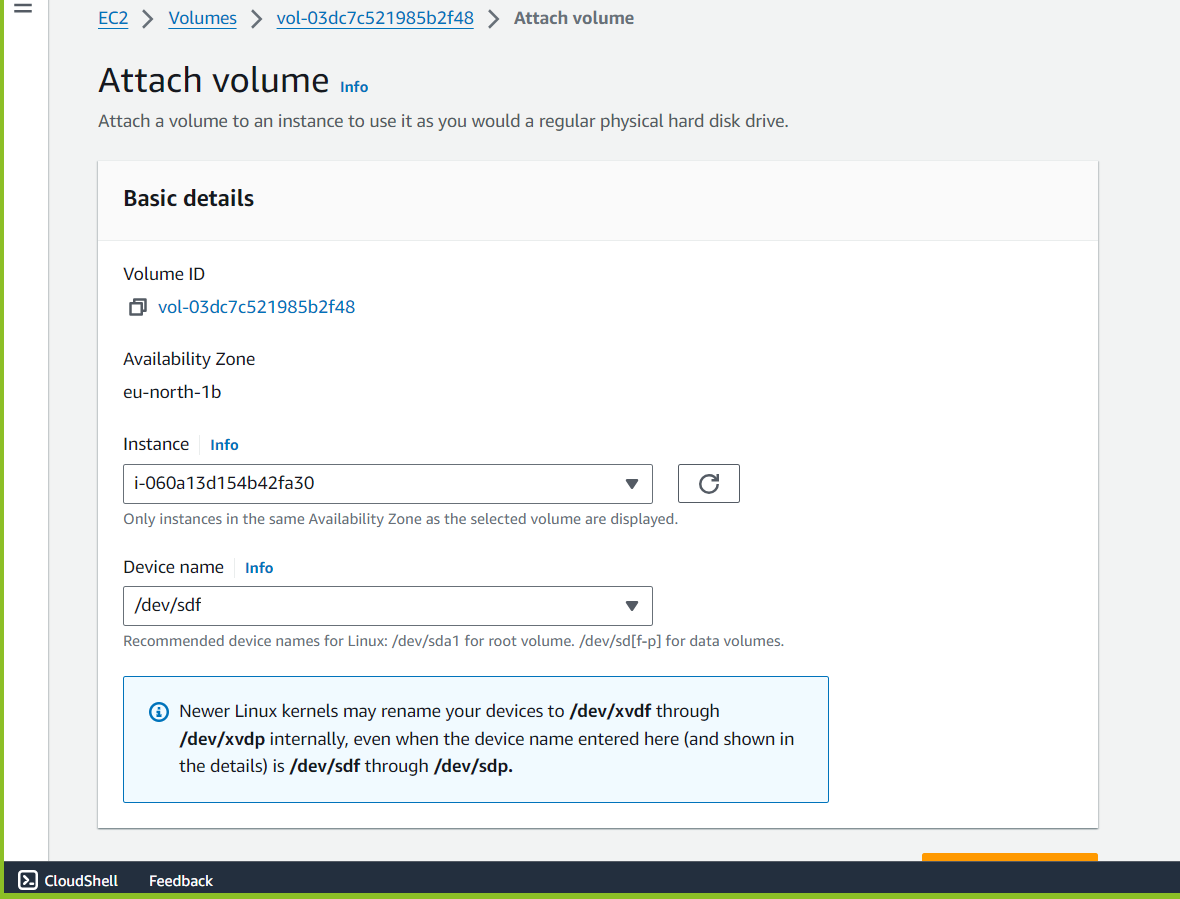 EC2 > Volumes > vol-03dc7c521985b2f48 > Attach volume
Attach volume Info
Attach a volume to an instance to use it as you would a regular physical hard disk drive.
Basic details
Volume ID
vol-03dc7c521985b2f48
Availability Zone
eu-north-1b
Instance Info
i-060a13d154b42fa30
Only instances in the same Availability Zone as the selected volume are displayed.
Device name Info
/dev/sdf
Recommended device names for Linux: /dev/sda1 for root volume. /dev/sd[f-p] for data volumes.
Newer Linux kernels may rename your devices to /dev/xvdf through
/dev/xvdp internally, even when the device name entered here (and shown in
the details) is /dev/sdf through /dev/sdp.
CloudShell Feedback